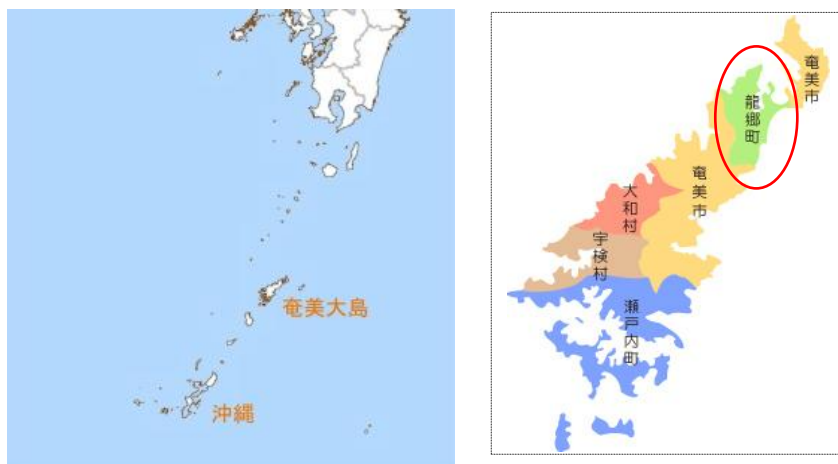 奄美大島
沖縄
奄美市
龍郷町
奄美市
大和村
宇検村
瀬戸内町